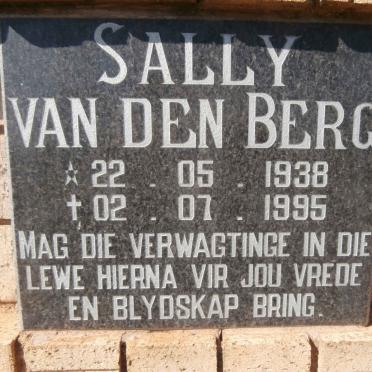 SALLY
VAN DEN BERG
☆ 22 . 05 . 1938
✝ 02 . 07 . 1995
MAG DIE VERWAGTINGE IN DIE
LEWE HIERNA VIR JOU VREDE
EN BLYDSKAP BRING.